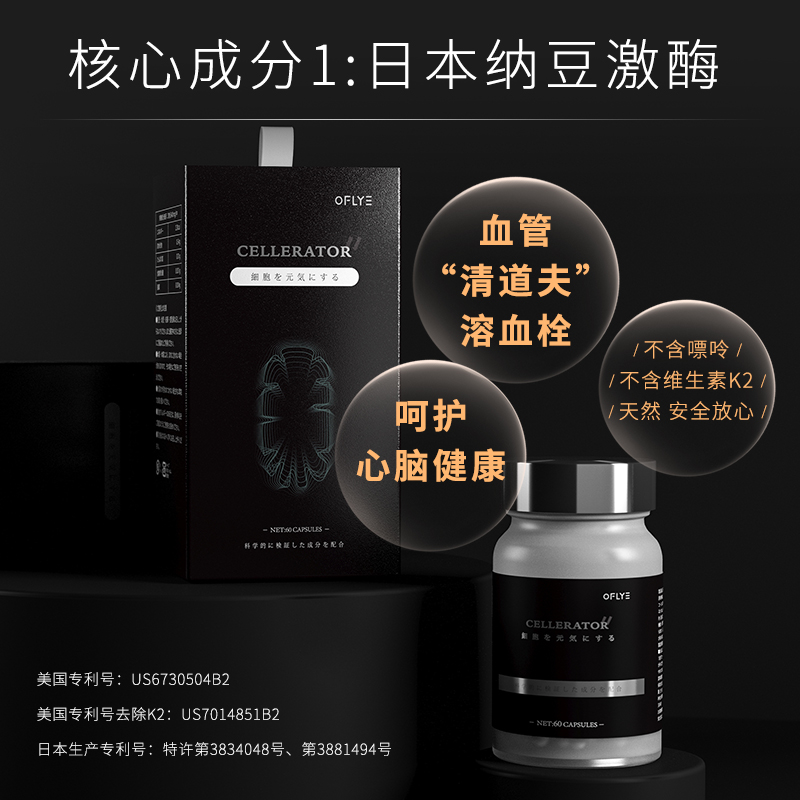 核心成分1:日本纳豆激酶
OFLYE
CELLERATOR
細胞を元気にする
血管
“清道夫”
溶血栓
/ 不含嘌呤 /
/ 不含维生素K2 /
/ 天然 安全放心 /
呵护
心脑健康
— NET:60 CAPSULES —
科学的に検証した成分を配合
OFLYE
CELLERATOR
細胞を元気にする
— NET:60 CAPSULES —
美国专利号：US6730504B2
美国专利号去除K2：US7014851B2
日本生产专利号：特许第3834048号、第3881494号